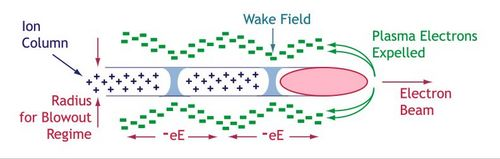 Ion
Column
Wake Field
Plasma Electrons
Expelled
Electron
Beam
Radius
for Blowout
Regime
-eE
-eE